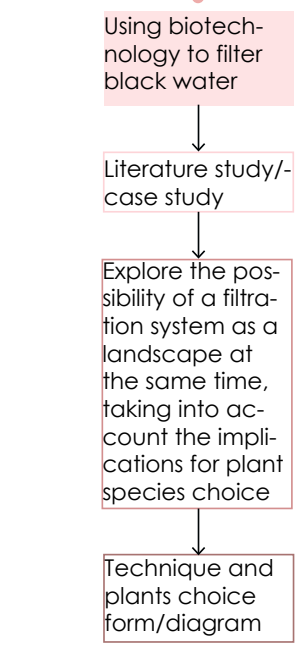 Using biotech-
nology to filter
black water
Literature study/-
case study
Explore the pos-
sibility of a filtra-
tion system as a
landscape at
the same time,
taking into ac-
count the impli-
cations for plant
species choice
Technique and
plants choice
form/diagram